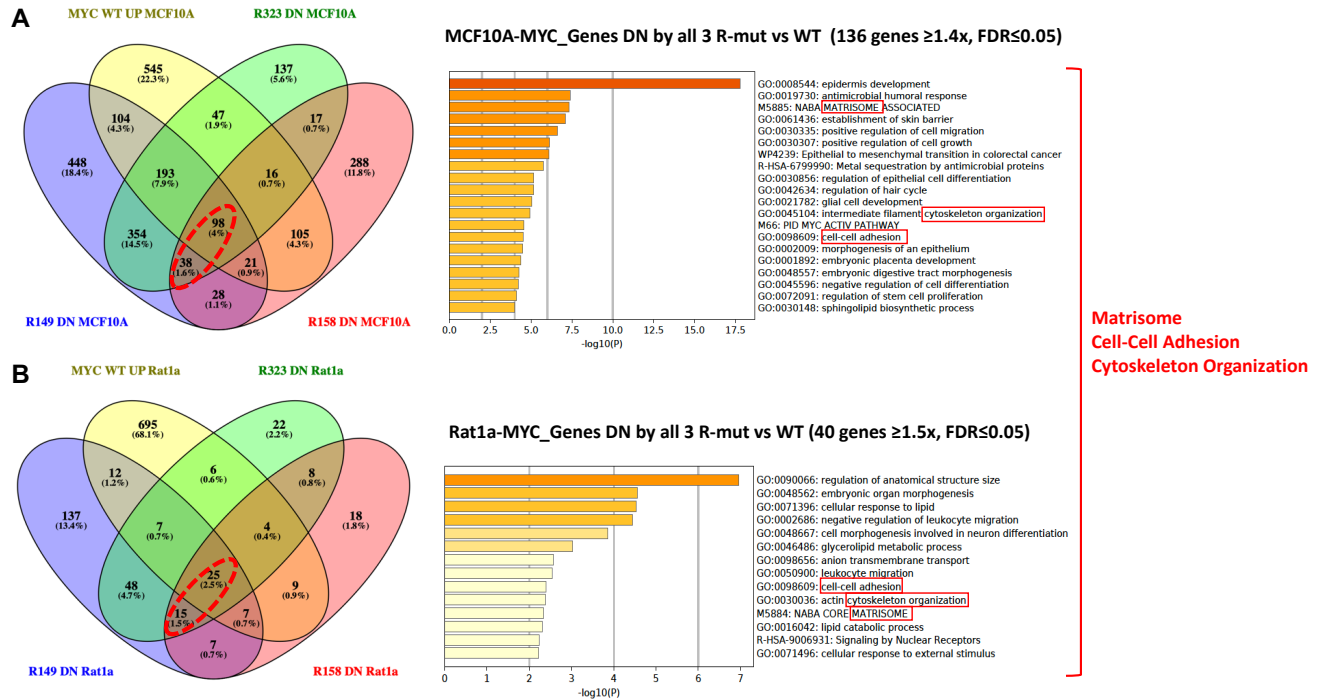 A
MYC WT UP MCF10A
R323 DN MCF10A
545
(22.3%)
137
(5.6%)
104
(4.3%)
47
(1.9%)
17
(0.7%)
448
(18.4%)
193
(7.9%)
16
(0.7%)
288
(11.8%)
354
(14.5%)
98
(4%)
105
(4.3%)
38
(1.6%)
21
(0.9%)
28
(1.1%)
R149 DN MCF10A
R158 DN MCF10A
MCF10A-MYC_Genes DN by all 3 R-mut vs WT (136 genes ≥1.4x, FDR≤0.05)
GO:0008544: epidermis development
GO:0019730: antimicrobial humoral response
M5885: NABA MATRISOME ASSOCIATED
GO:0061436: establishment of skin barrier
GO:0030335: positive regulation of cell migration
GO:0030307: positive regulation of cell growth
WP4239: Epithelial to mesenchymal transition in colorectal cancer
R-HSA-6799990: Metal sequestration by antimicrobial proteins
GO:0030856: regulation of epithelial cell differentiation
GO:0042634: regulation of hair cycle
GO:0021782: glial cell development
GO:0045104: intermediate filament cytoskeleton organization
M66: PID MYC ACTIV PATHWAY
GO:0098609: cell-cell adhesion
GO:0002009: morphogenesis of an epithelium
GO:0001892: embryonic placenta development
GO:0048557: embryonic digestive tract morphogenesis
GO:0045596: negative regulation of cell differentiation
GO:0072091: regulation of stem cell proliferation
GO:0030148: sphingolipid biosynthetic process
0.0 2.5 5.0 7.5 10.0 12.5 15.0 17.5
-log10(P)
Matrisome
Cell-Cell Adhesion
Cytoskeleton Organization
B
MYC WT UP Rat1a
R323 DN Rat1a
695
(68.1%)
22
(2.2%)
12
(1.2%)
6
(0.6%)
8
(0.8%)
137
(13.4%)
7
(0.7%)
4
(0.4%)
18
(1.8%)
48
(4.7%)
25
(2.5%)
9
(0.9%)
15
(1.5%)
7
(0.7%)
7
(0.7%)
R149 DN Rat1a
R158 DN Rat1a
Rat1a-MYC_Genes DN by all 3 R-mut vs WT (40 genes ≥1.5x, FDR≤0.05)
GO:0090066: regulation of anatomical structure size
GO:0048562: embryonic organ morphogenesis
GO:0071396: cellular response to lipid
GO:0002686: negative regulation of leukocyte migration
GO:0048667: cell morphogenesis involved in neuron differentiation
GO:0046486: glycerolipid metabolic process
GO:0098656: anion transmembrane transport
GO:0050900: leukocyte migration
GO:0098609: cell-cell adhesion
GO:0030036: actin cytoskeleton organization
M5884: NABA CORE MATRISOME
GO:0016042: lipid catabolic process
R-HSA-9006931: Signaling by Nuclear Receptors
GO:0071496: cellular response to external stimulus
0 1 2 3 4 5 6 7
-log10(P)